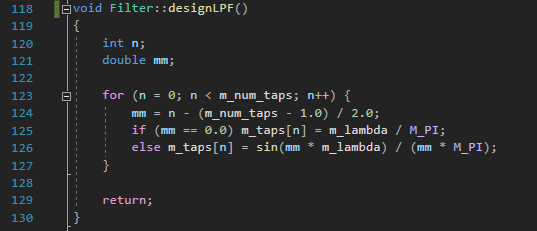 118 void Filter::designLPF()
119 {
120 int n;
121 double mm;
122
123 for (n = 0; n < m_num_taps; n++) {
124 mm = n - (m_num_taps - 1.0) / 2.0;
125 if (mm == 0.0) m_taps[n] = m_lambda / M_PI;
126 else m_taps[n] = sin(mm * m_lambda) / (mm * M_PI);
127 }
128
129 return;
130 }